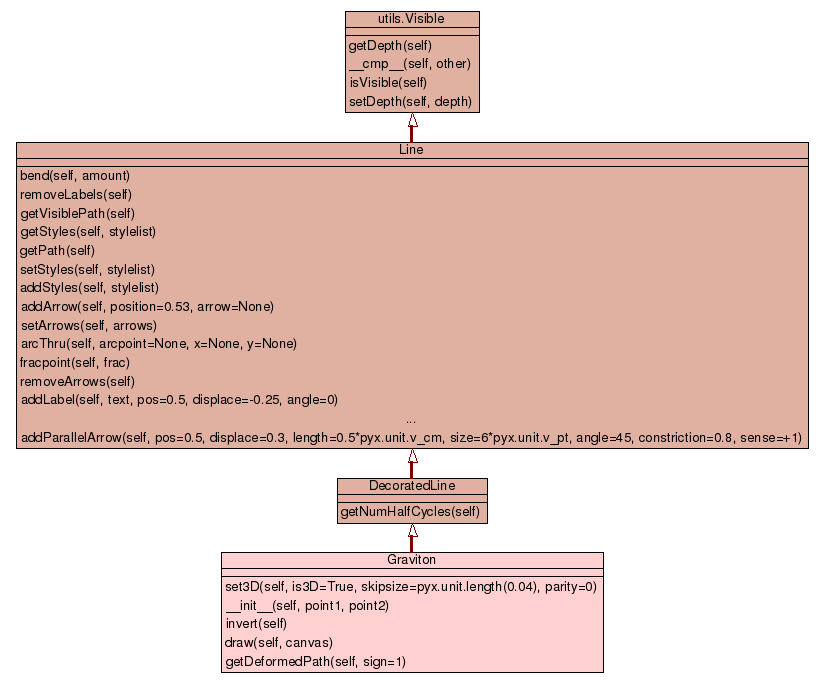 utils.Visible
getDepth(self)
__cmp__(self, other)
isVisible(self)
setDepth(self, depth)
Line
bend(self, amount)
removeLabels(self)
getVisiblePath(self)
getStyles(self, stylelist)
getPath(self)
setStyles(self, stylelist)
addStyles(self, stylelist)
addArrow(self, position=0.53, arrow=None)
setArrows(self, arrows)
arcThru(self, arcpoint=None, x=None, y=None)
fracpoint(self, frac)
removeArrows(self)
addLabel(self, text, pos=0.5, displace=-0.25, angle=0)
...
addParallelArrow(self, pos=0.5, displace=0.3, length=0.5*pyx.unit.v_cm, size=6*pyx.unit.v_pt, angle=45, constriction=0.8, sense=+1)
DecoratedLine
getNumHalfCycles(self)
Graviton
set3D(self, is3D=True, skipsize=pyx.unit.length(0.04), parity=0)
__init__(self, point1, point2)
invert(self)
draw(self, canvas)
getDeformedPath(self, sign=1)